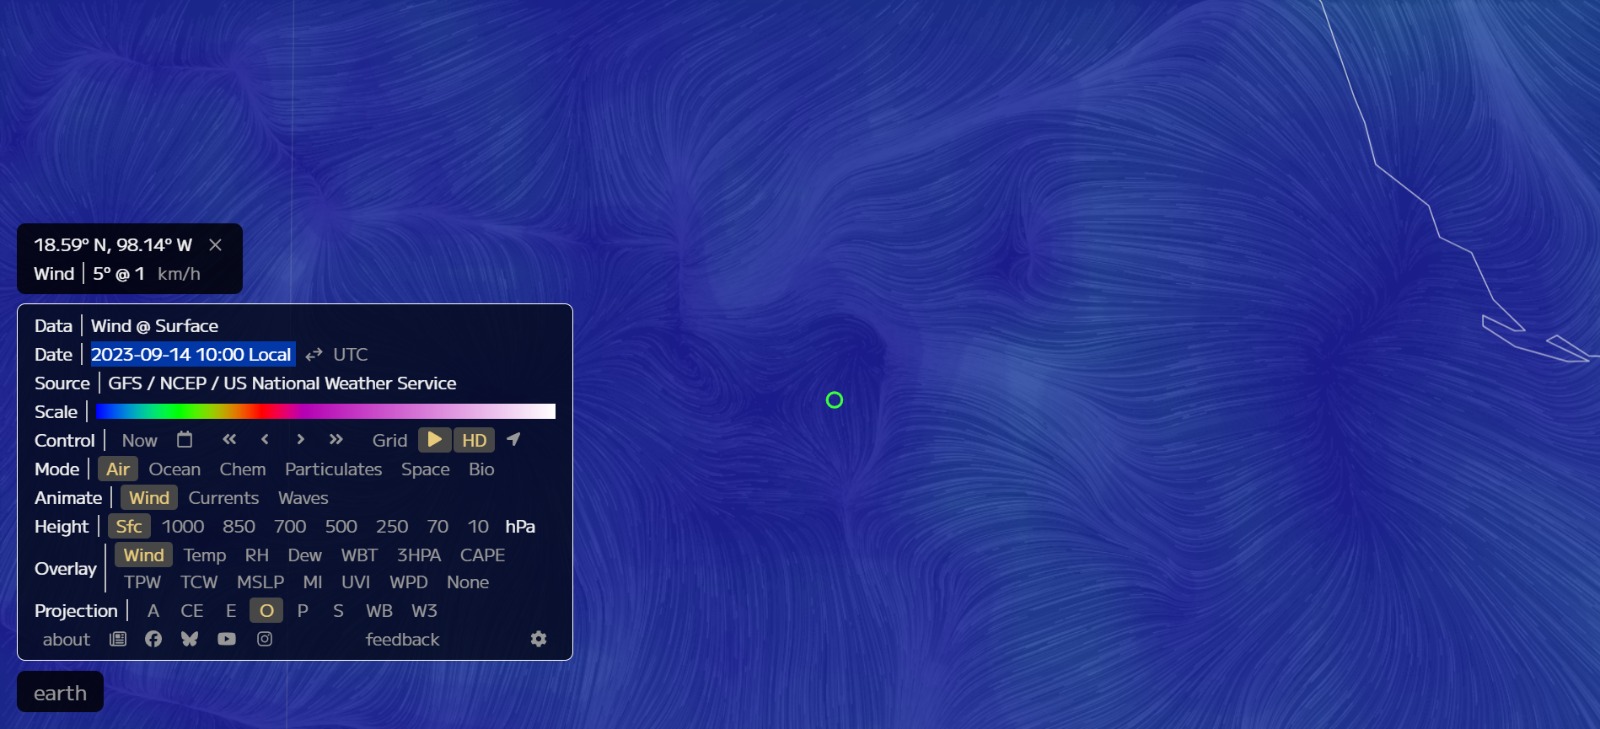 18.59° N, 98.14° W ×
Wind | 5° @ 1 km/h
Data | Wind @ Surface
Date | 2023-09-14 10:00 Local ⇄ UTC
Source | GFS / NCEP / US National Weather Service
Scale |
Control | Now « ‹ › » Grid HD
Mode | Air Ocean Chem Particulates Space Bio
Animate | Wind Currents Waves
Height | Sfc 1000 850 700 500 250 70 10 hPa
Overlay | Wind Temp RH Dew WBT 3HPA CAPE
TPW TCW MSLP MI UVI WPD None
Projection | A CE E O P S WB W3
about feedback
earth